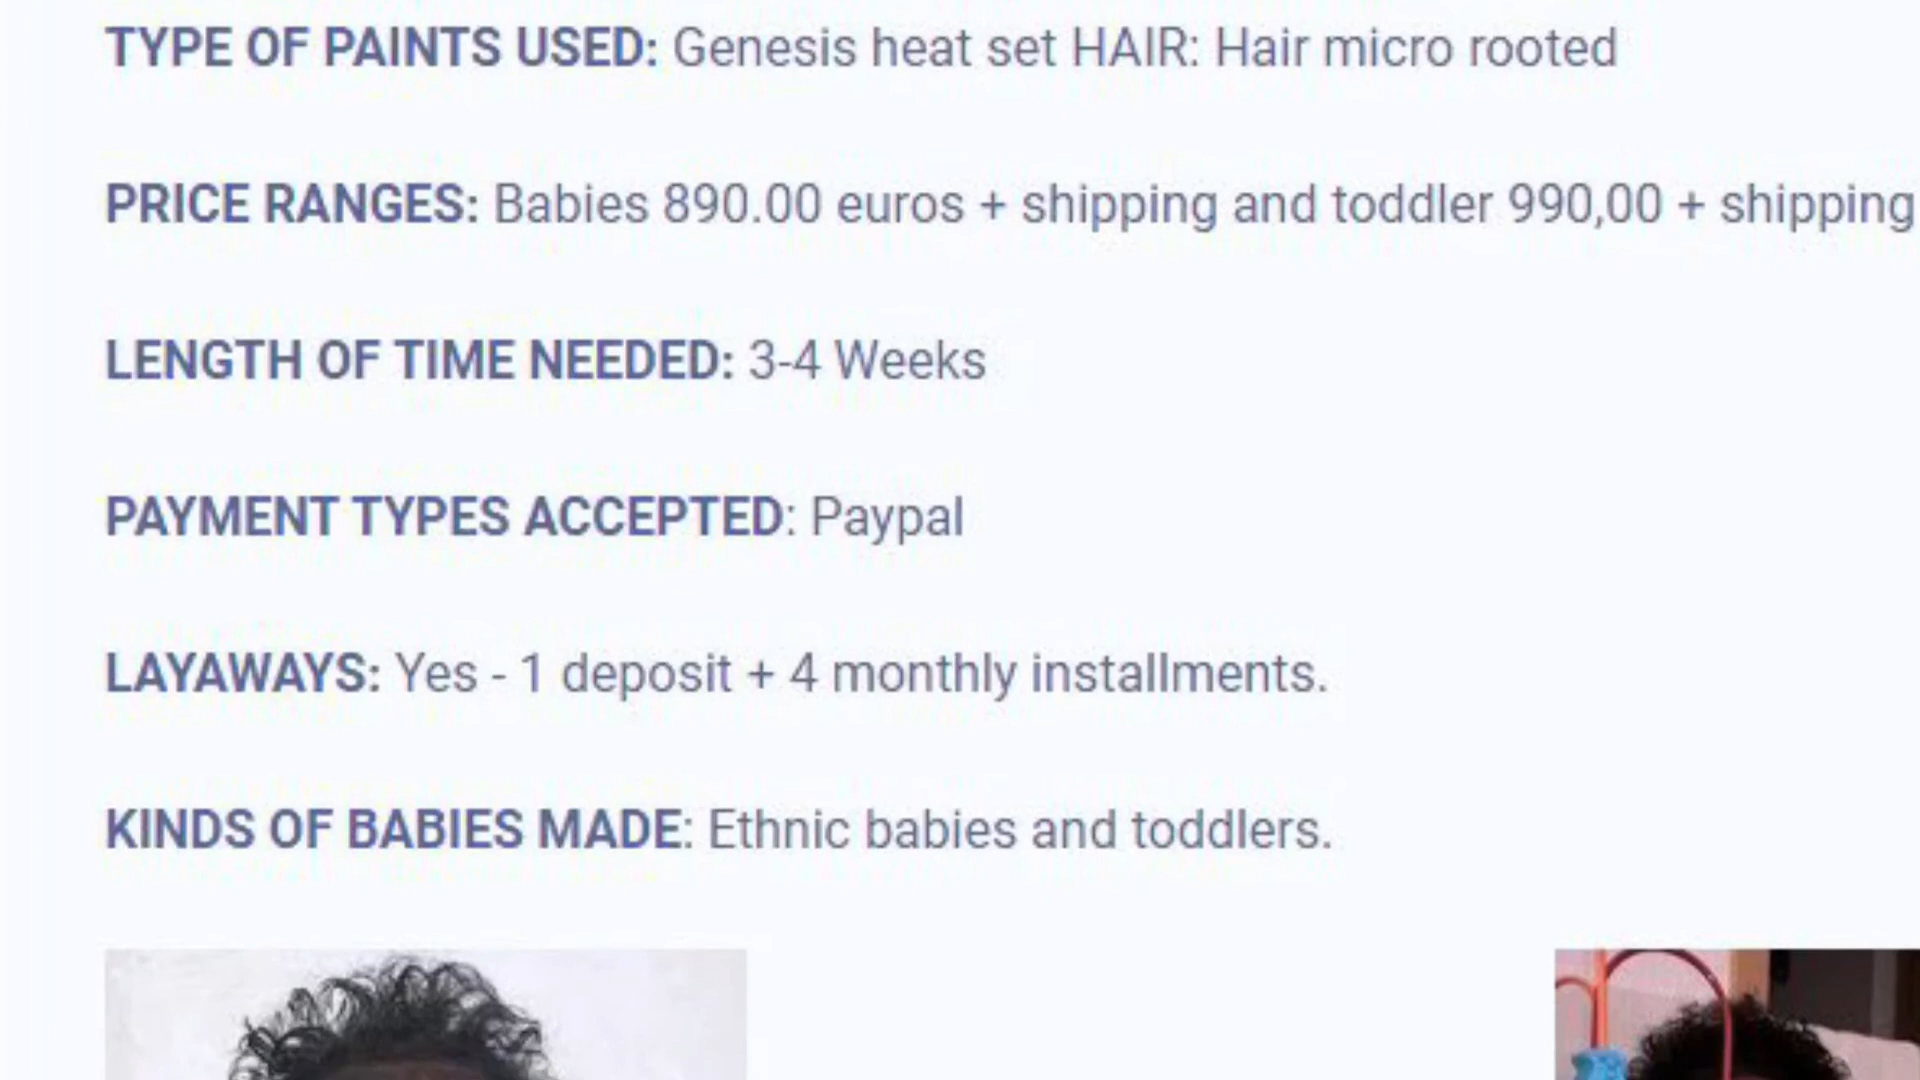 TYPE OF PAINTS USED: Genesis heat set HAIR: Hair micro rooted
PRICE RANGES: Babies 890.00 euros + shipping and toddler 990,00 + shipping
LENGTH OF TIME NEEDED: 3-4 Weeks
PAYMENT TYPES ACCEPTED: Paypal
LAYAWAYS: Yes - 1 deposit + 4 monthly installments.
KINDS OF BABIES MADE: Ethnic babies and toddlers.